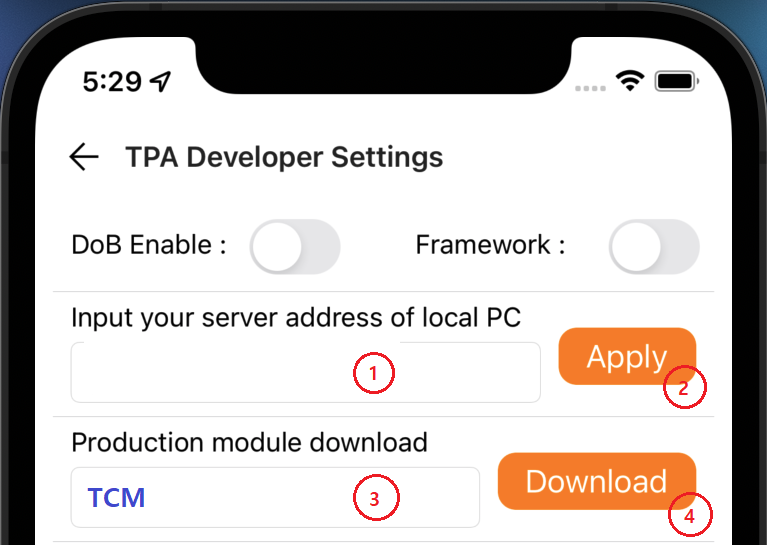 5:29
TPA Developer Settings
DoB Enable : Framework :
Input your server address of local PC
1 Apply 2
Production module download
TCM 3 Download 4